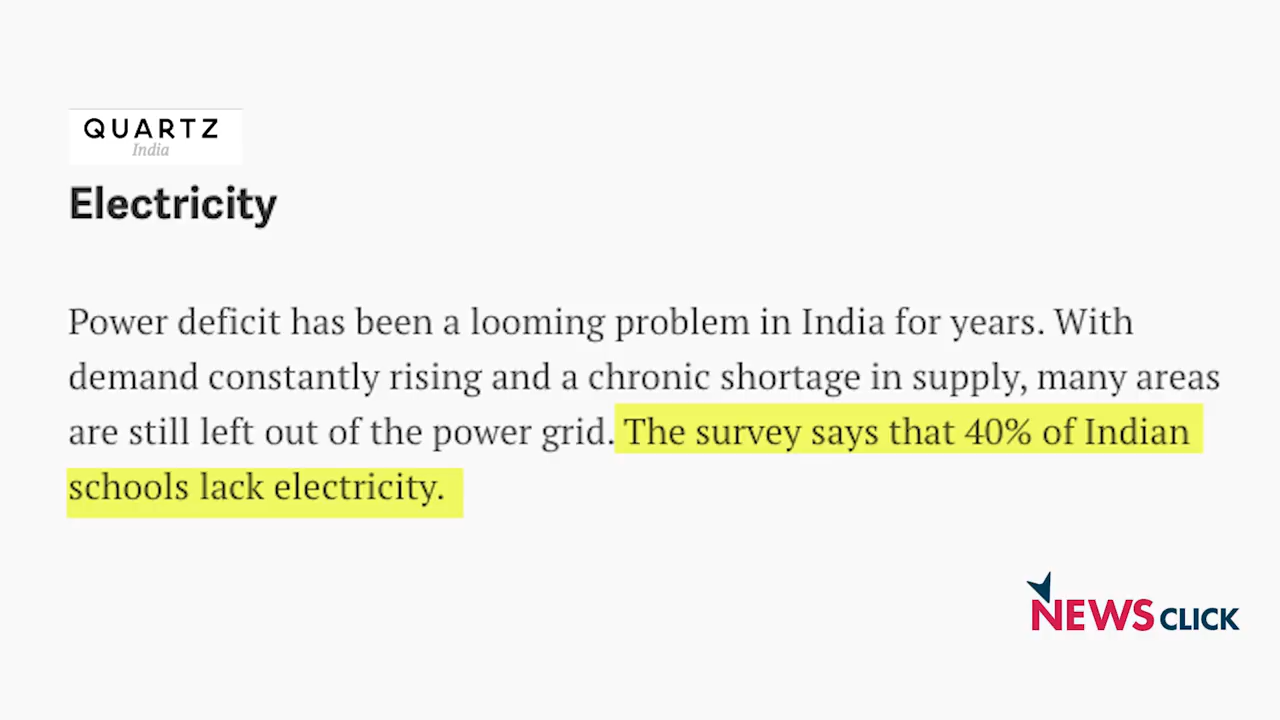 QUARTZ
India
Electricity
Power deficit has been a looming problem in India for years. With
demand constantly rising and a chronic shortage in supply, many areas
are still left out of the power grid. The survey says that 40% of Indian
schools lack electricity.
NEWSCLICK